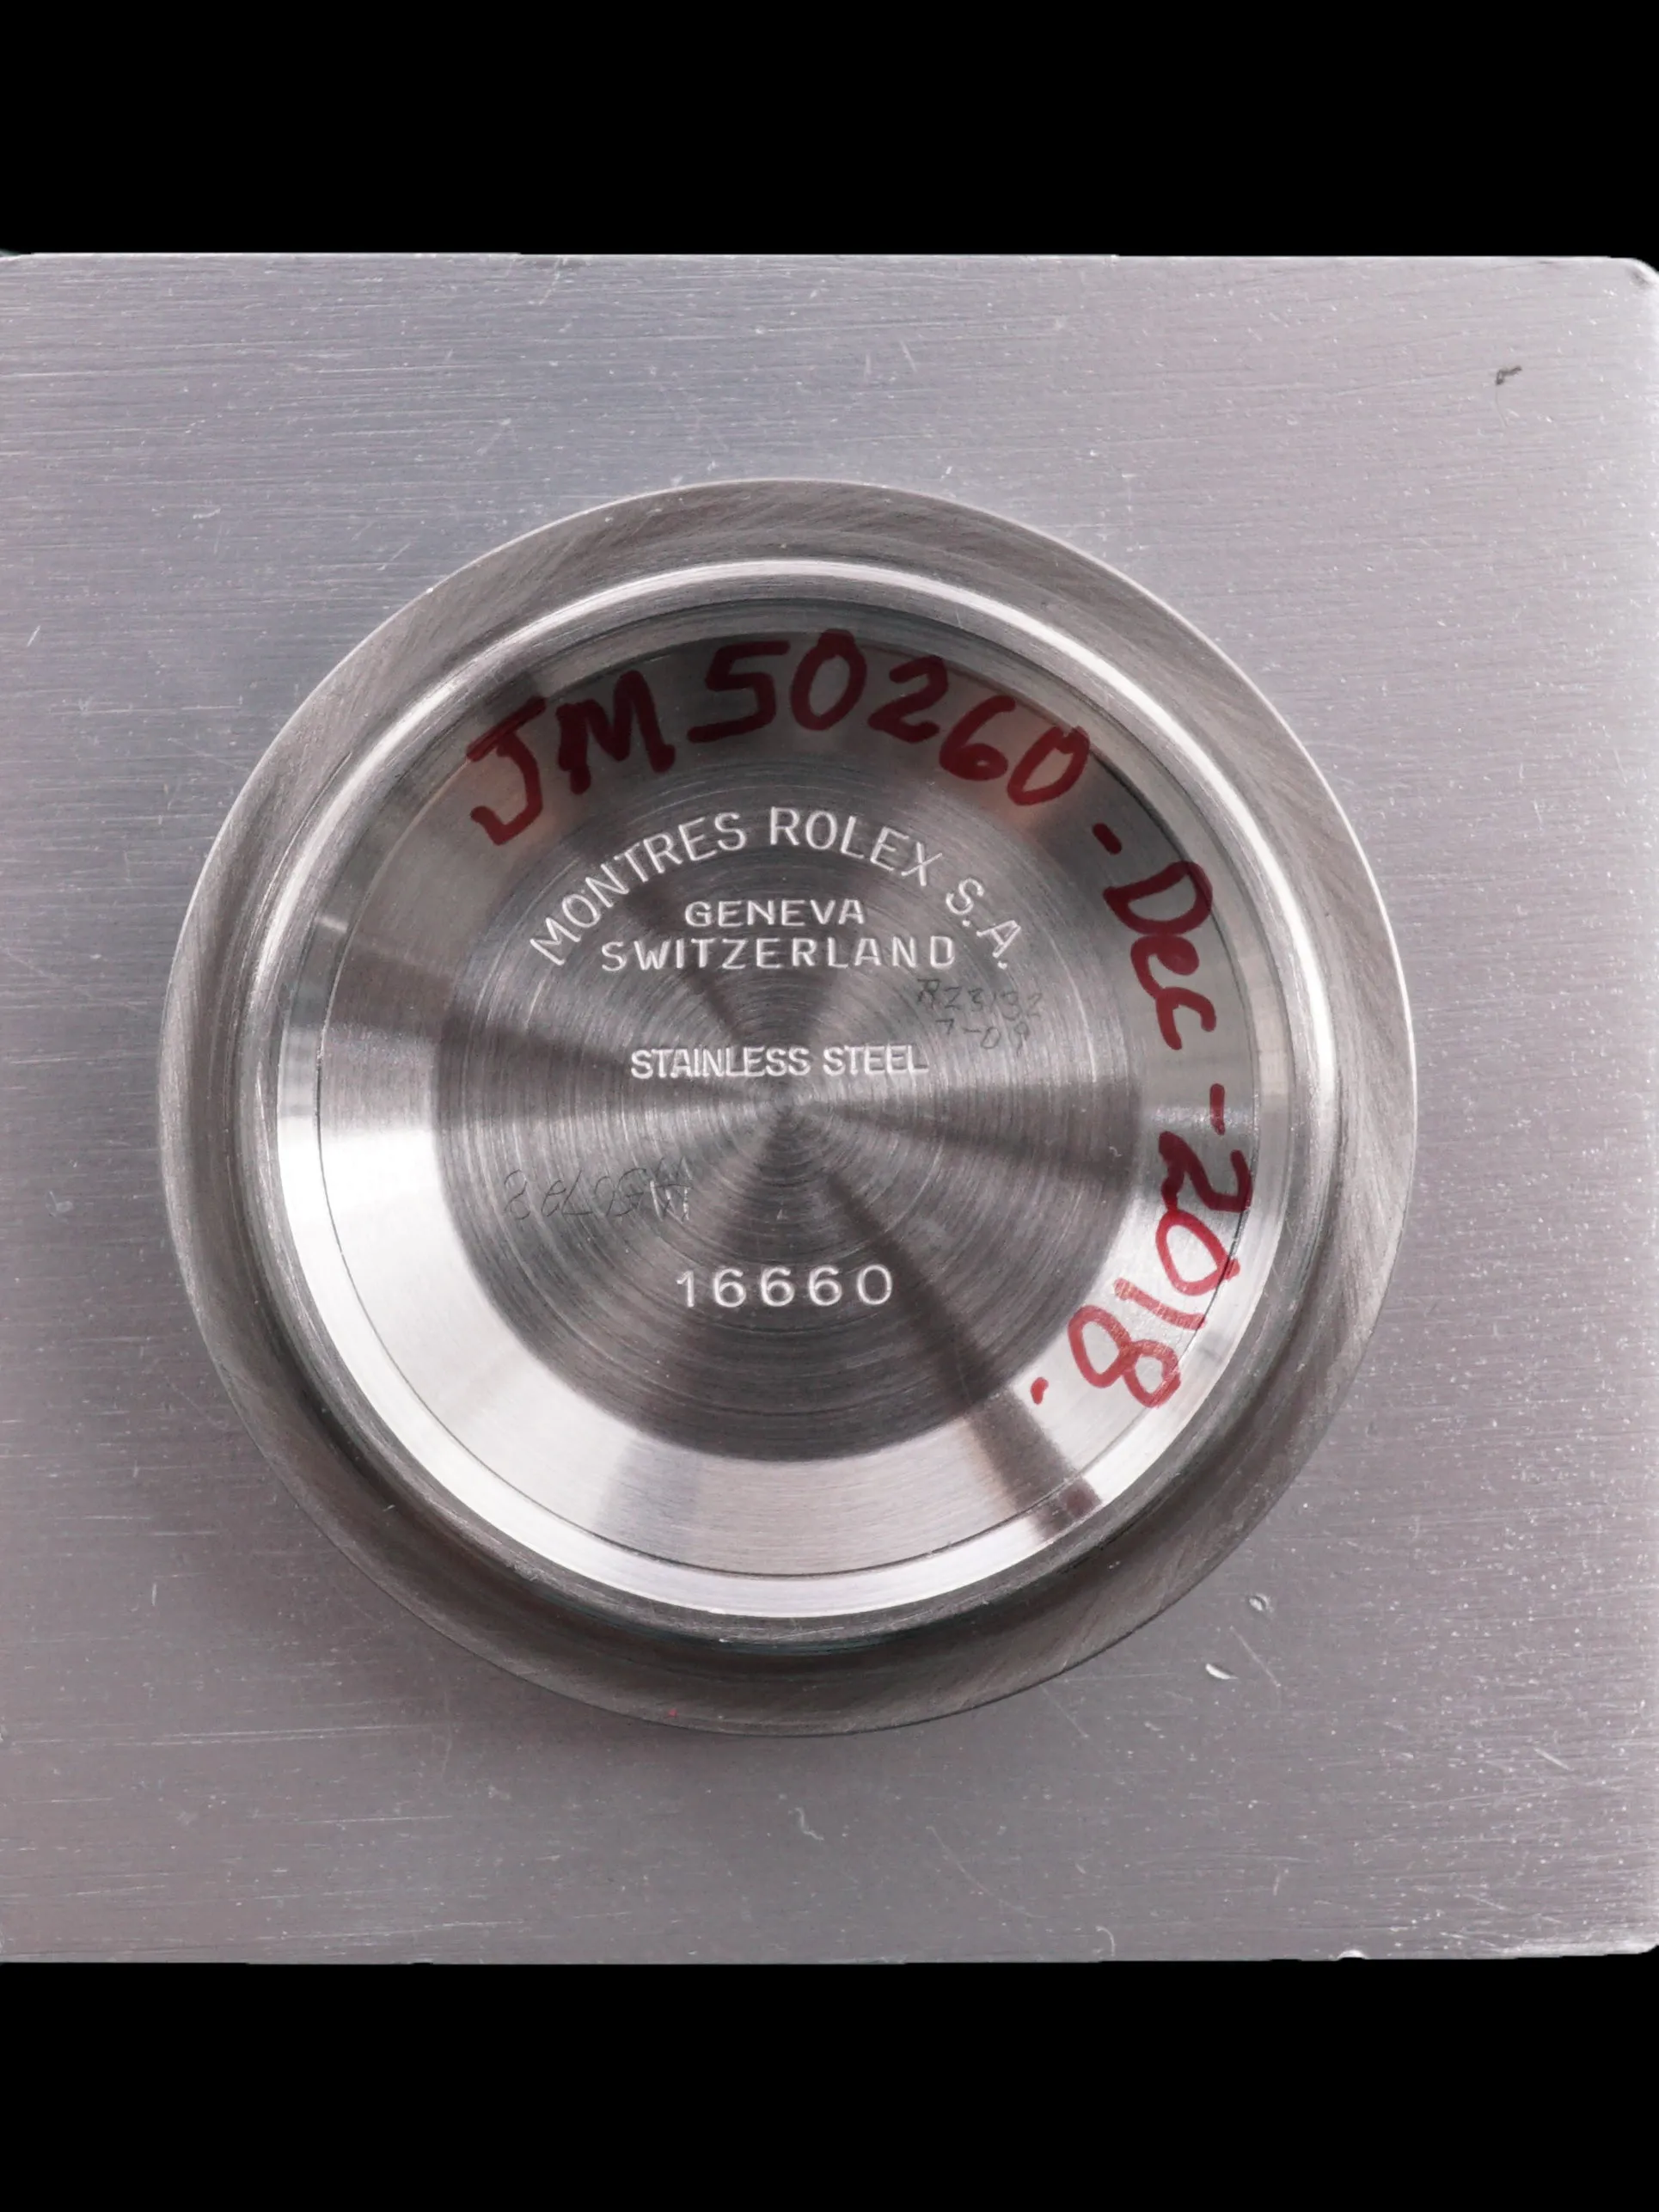 JM50260-Dec-2018.
MONTRES ROLEX S.A.
GENEVA
SWITZERLAND
STAINLESS STEEL
16660